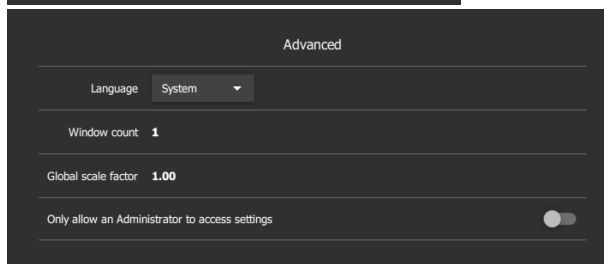 Advanced
Language System
Window count 1
Global scale factor 1.00
Only allow an Administrator to access settings